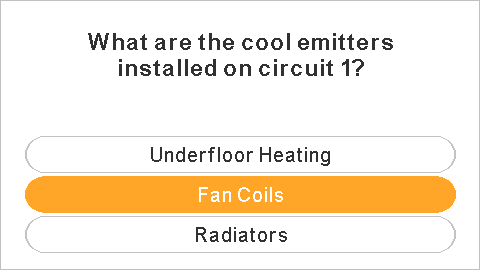 What are the cool emitters
installed on circuit 1?
Underfloor Heating
Fan Coils
Radiators